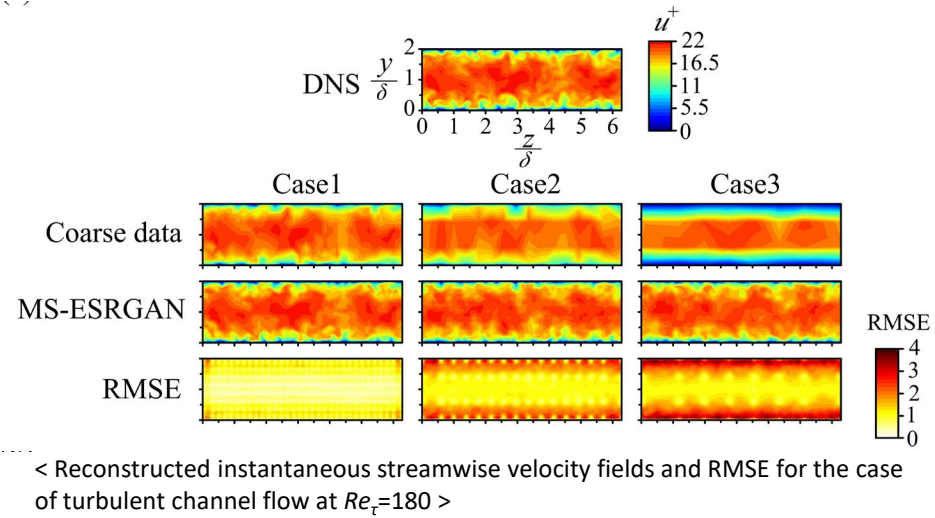 u+
22
16.5
11
5.5
0
DNS
y/δ
2
1
0
0 1 2 3 4 5 6
z/δ
Case1 Case2 Case3
Coarse data
MS-ESRGAN
RMSE
RMSE
4
3
2
1
0
< Reconstructed instantaneous streamwise velocity fields and RMSE for the case
of turbulent channel flow at Reτ=180 >